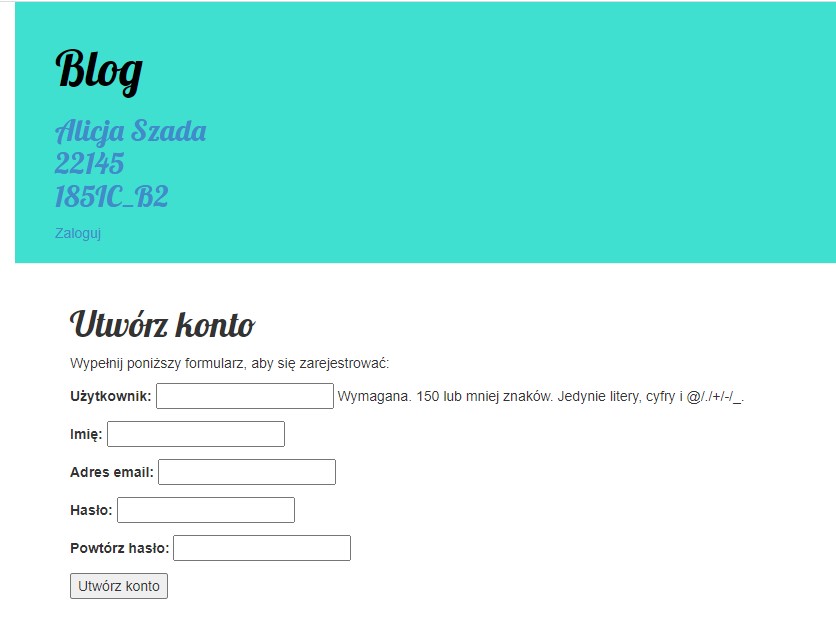 Blog
Alicja Szada
22145
185IC_B2
Zaloguj
Utwórz konto
Wypełnij poniższy formularz, aby się zarejestrować:
Użytkownik: Wymagana. 150 lub mniej znaków. Jedynie litery, cyfry i @/./+/-/_.
Imię:
Adres email:
Hasło:
Powtórz hasło:
Utwórz konto